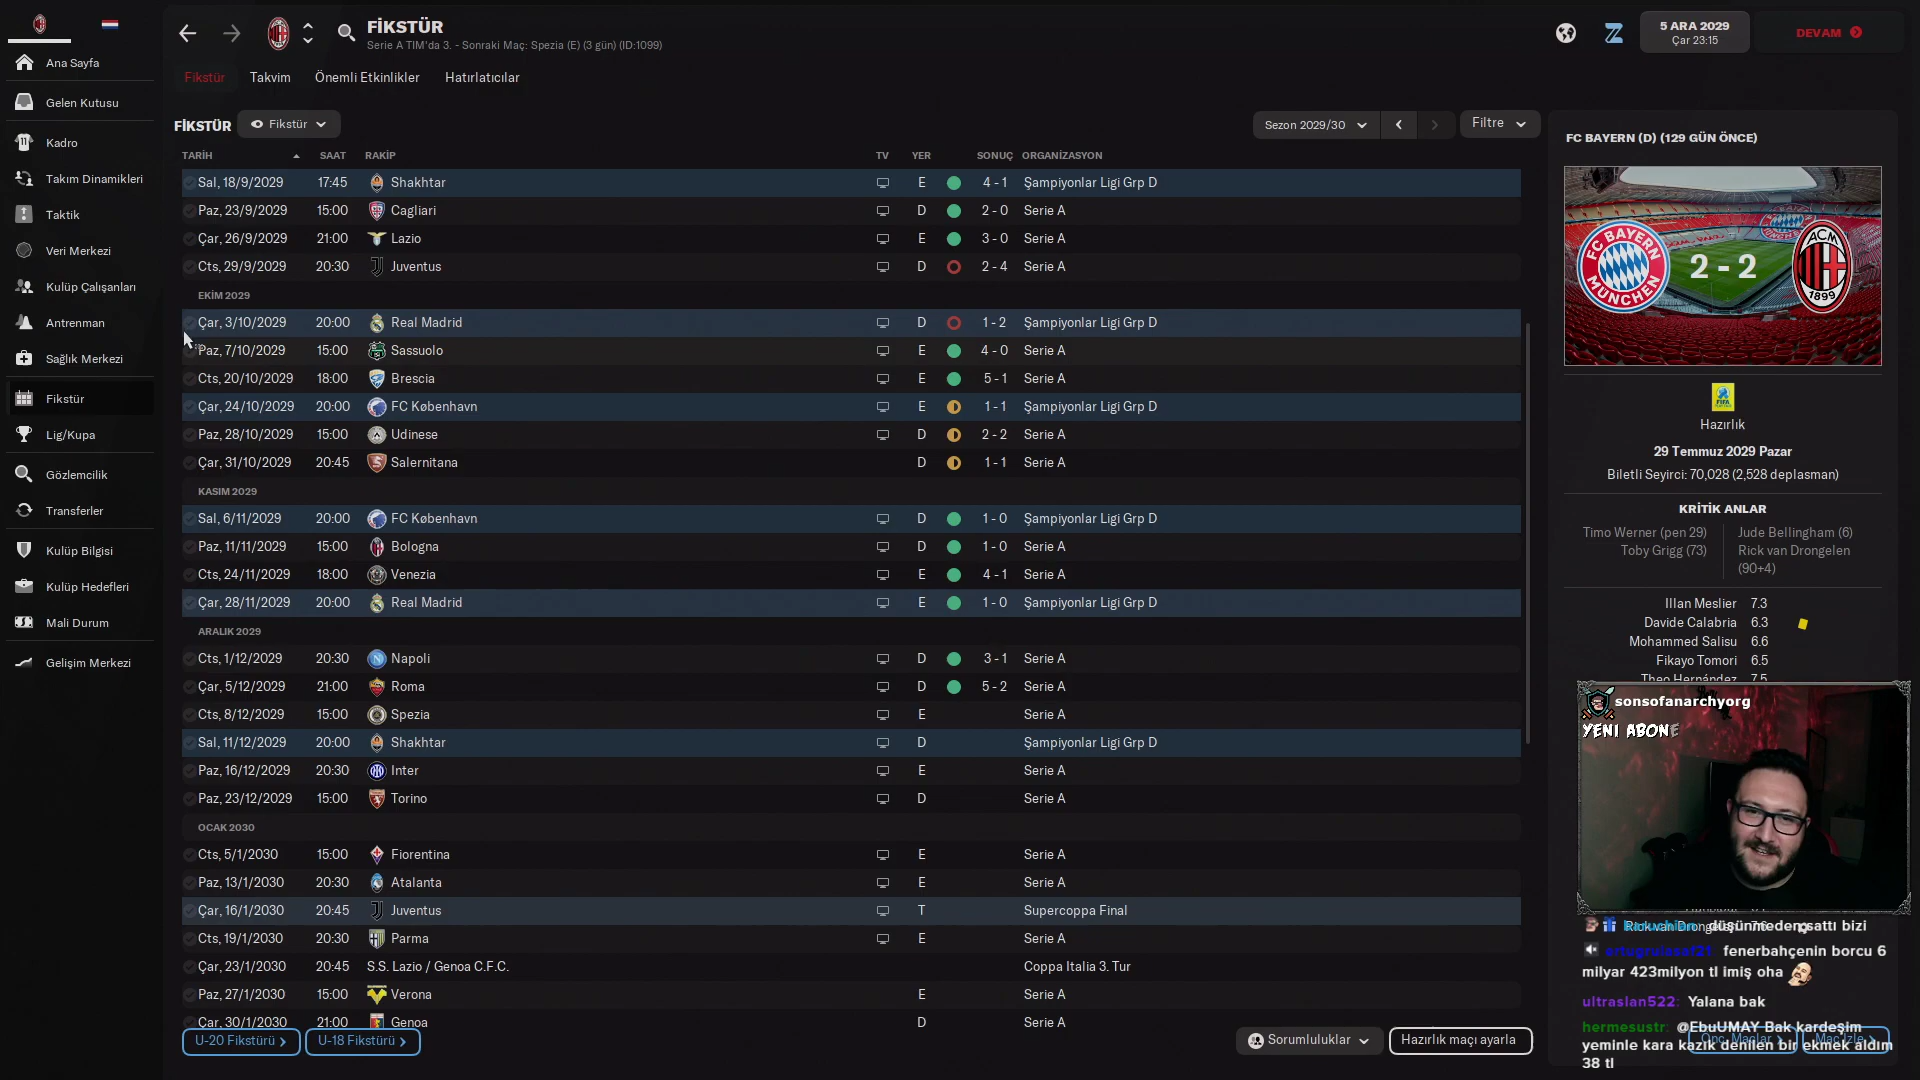 FİKSTÜR
Serie A TIM'da 3. - Sonraki Maç: Spezia (E) (3 gün) (ID:1099)
5 ARA 2029
Çar 23:15
DEVAM
Ana Sayfa
Gelen Kutusu
Kadro
Takım Dinamikleri
Taktik
Veri Merkezi
Kulüp Çalışanları
Antrenman
Sağlık Merkezi
Fikstür
Lig/Kupa
Gözlemcilik
Transferler
Kulüp Bilgisi
Kulüp Hedefleri
Mali Durum
Gelişim Merkezi
Fikstür Takvim Önemli Etkinlikler Hatırlatıcılar
FİKSTÜR Fikstür Sezon 2029/30 Filtre
TARİH SAAT RAKİP TV YER SONUÇ ORGANİZASYON
Sal, 18/9/2029 17:45 Shakhtar E 4 - 1 Şampiyonlar Ligi Grp D
Paz, 23/9/2029 15:00 Cagliari D 2 - 0 Serie A
Çar, 26/9/2029 21:00 Lazio E 3 - 0 Serie A
Cts, 29/9/2029 20:30 Juventus D 2 - 4 Serie A
EKİM 2029
Çar, 3/10/2029 20:00 Real Madrid D 1 - 2 Şampiyonlar Ligi Grp D
Paz, 7/10/2029 15:00 Sassuolo E 4 - 0 Serie A
Cts, 20/10/2029 18:00 Brescia E 5 - 1 Serie A
Çar, 24/10/2029 20:00 FC København E 1 - 1 Şampiyonlar Ligi Grp D
Paz, 28/10/2029 15:00 Udinese D 2 - 2 Serie A
Çar, 31/10/2029 20:45 Salernitana D 1 - 1 Serie A
KASIM 2029
Sal, 6/11/2029 20:00 FC København D 1 - 0 Şampiyonlar Ligi Grp D
Paz, 11/11/2029 15:00 Bologna D 1 - 0 Serie A
Cts, 24/11/2029 18:00 Venezia E 4 - 1 Serie A
Çar, 28/11/2029 20:00 Real Madrid E 1 - 0 Şampiyonlar Ligi Grp D
ARALIK 2029
Cts, 1/12/2029 20:30 Napoli D 3 - 1 Serie A
Çar, 5/12/2029 21:00 Roma D 5 - 2 Serie A
Cts, 8/12/2029 15:00 Spezia E Serie A
Sal, 11/12/2029 20:00 Shakhtar D Şampiyonlar Ligi Grp D
Paz, 16/12/2029 20:30 Inter E Serie A
Paz, 23/12/2029 15:00 Torino D Serie A
OCAK 2030
Cts, 5/1/2030 15:00 Fiorentina E Serie A
Paz, 13/1/2030 20:30 Atalanta E Serie A
Çar, 16/1/2030 20:45 Juventus T Supercoppa Final
Cts, 19/1/2030 20:30 Parma E Serie A
Çar, 23/1/2030 20:45 S.S. Lazio / Genoa C.F.C. Coppa Italia 3. Tur
Paz, 27/1/2030 15:00 Verona E Serie A
Çar, 30/1/2030 21:00 Genoa D Serie A
U-20 Fikstürü U-18 Fikstürü Sorumluluklar Hazırlık maçı ayarla
FC BAYERN (D) (129 GÜN ÖNCE)
FC BAYERN
MÜNCHEN
2 - 2
ACM
1899
FIFA
Hazırlık
29 Temmuz 2029 Pazar
Biletli Seyirci: 70,028 (2,528 deplasman)
KRİTİK ANLAR
Timo Werner (pen 29) Jude Bellingham (6)
Toby Grigg (73) Rick van Drongelen
(90+4)
Illan Meslier 7.3
Davide Calabria 6.3
Mohammed Salisu 6.6
Fikayo Tomori 6.5
Theo Hernández 7.5
sonsofanarchyorg
YENI ABONE
düşünmeden sattı bizi
fenerbahçenin borcu 6
milyar 423milyon tl imiş oha
ultraslan522: Yalana bak
hermesustr: @EbuUMAY Bak kardeşim
yeminle kara kazik denilen bir ekmek aldım
38 tl